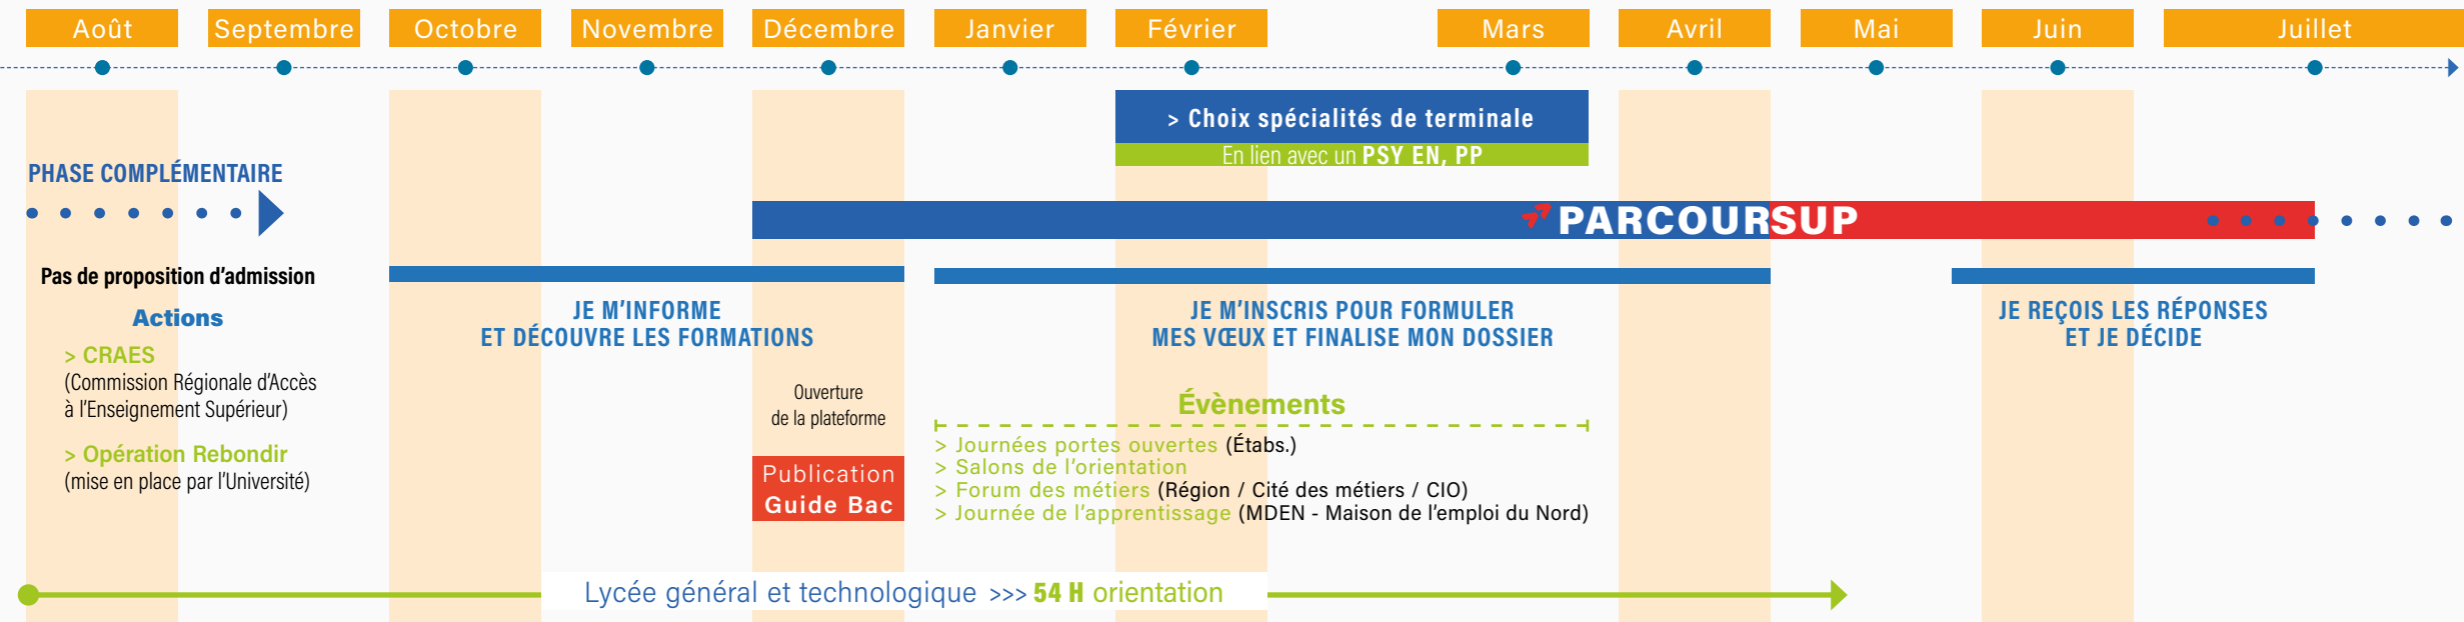 Août
Septembre
Octobre
Novembre
Décembre
Janvier
Février
Mars
Avril
Mai
Juin
Juillet
> Choix spécialités de terminale
En lien avec un PSY EN, PP
PHASE COMPLÉMENTAIRE
PARCOURSUP
Pas de proposition d'admission
Actions
> CRAES
(Commission Régionale d'Accès
à l'Enseignement Supérieur)
> Opération Rebondir
(mise en place par l'Université)
JE M'INFORME
ET DÉCOUVRE LES FORMATIONS
Ouverture
de la plateforme
Publication
Guide Bac
JE M'INSCRIS POUR FORMULER
MES VŒUX ET FINALISE MON DOSSIER
Évènements
> Journées portes ouvertes (Étabs.)
> Salons de l'orientation
> Forum des métiers (Région / Cité des métiers / CIO)
> Journée de l'apprentissage (MDEN - Maison de l'emploi du Nord)
JE REÇOIS LES RÉPONSES
ET JE DÉCIDE
Lycée général et technologique >>> 54 H orientation